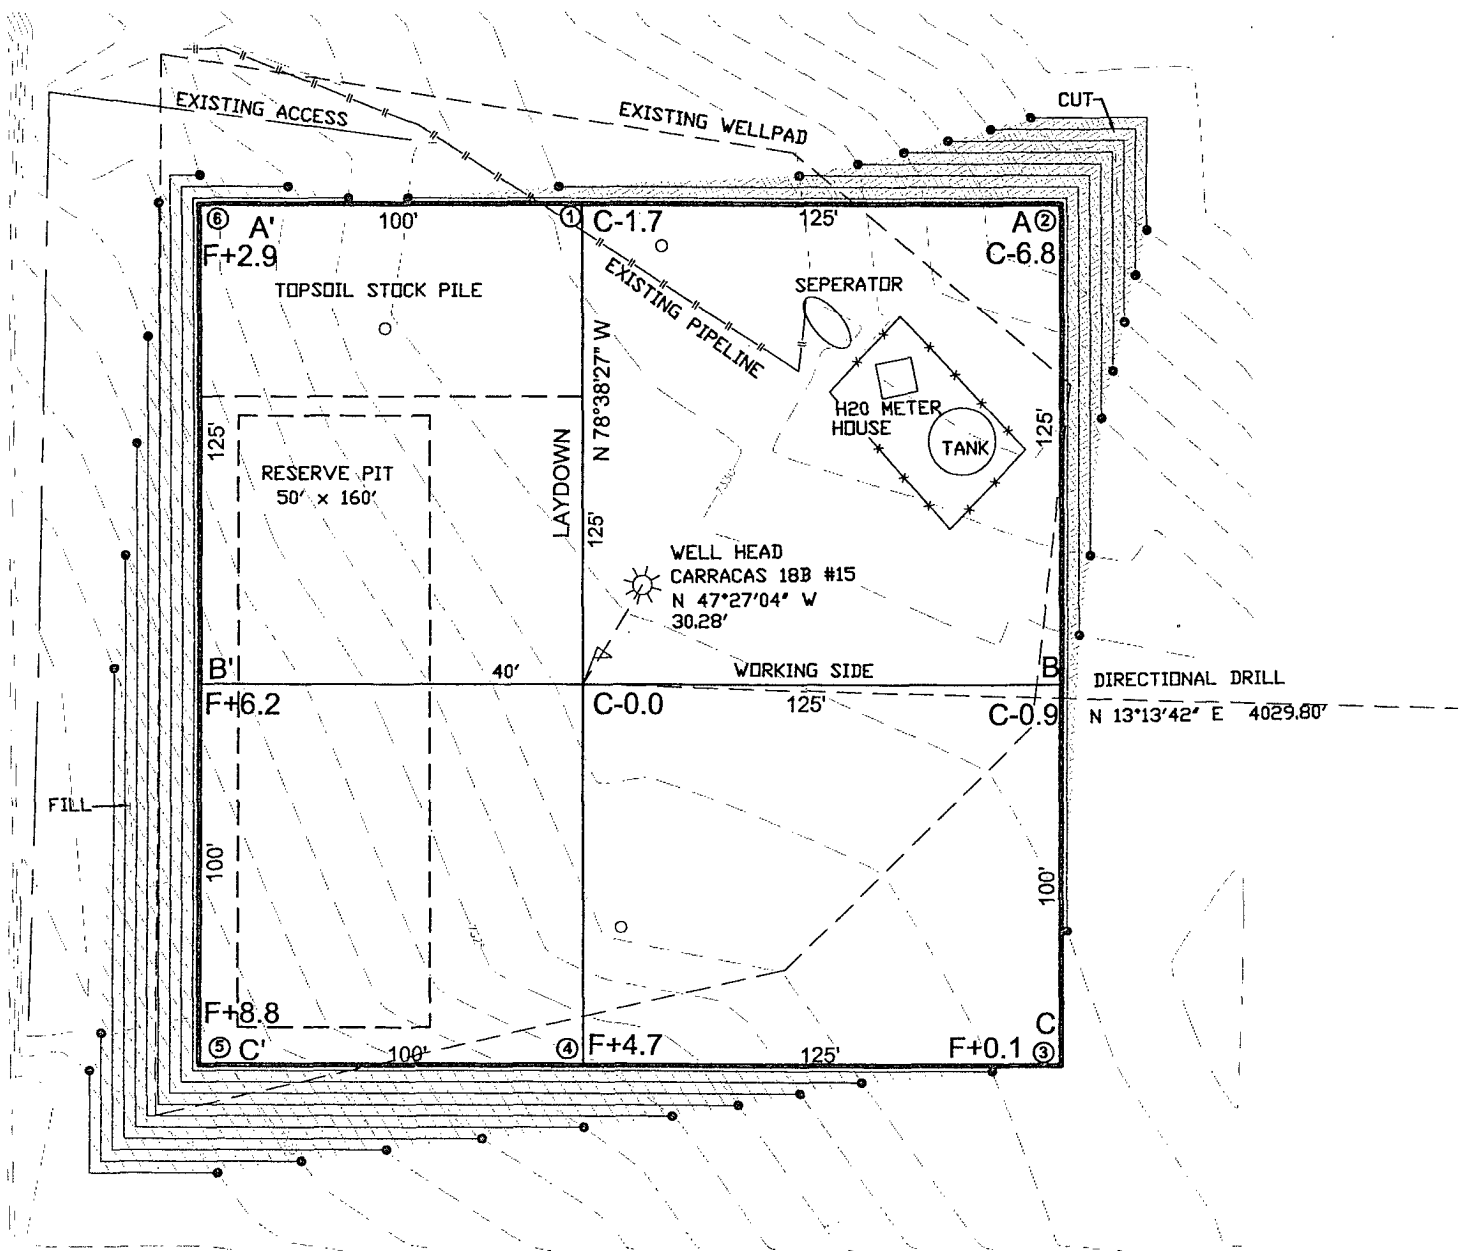 EXISTING ACCESS
EXISTING WELLPAD
CUT
⑥
A'
100'
①
C-1.7
125'
A②
F+2.9
C-6.8
TOPSOIL STOCK PILE
EXISTING PIPELINE
SEPERATOR
N 78°38'27" W
H20 METER
HOUSE
TANK
125'
125'
LAYDOWN
125'
RESERVE PIT
50' x 160'
WELL HEAD
CARRACAS 18B #15
N 47°27'04" W
30.28'
B'
40'
WORKING SIDE
B
DIRECTIONAL DRILL
F+6.2
C-0.0
125'
C-0.9
N 13°13'42" E 4029.80'
FILL
100'
100'
F+8.8
C
⑤ C'
100'
④
F+4.7
125'
F+0.1 ③